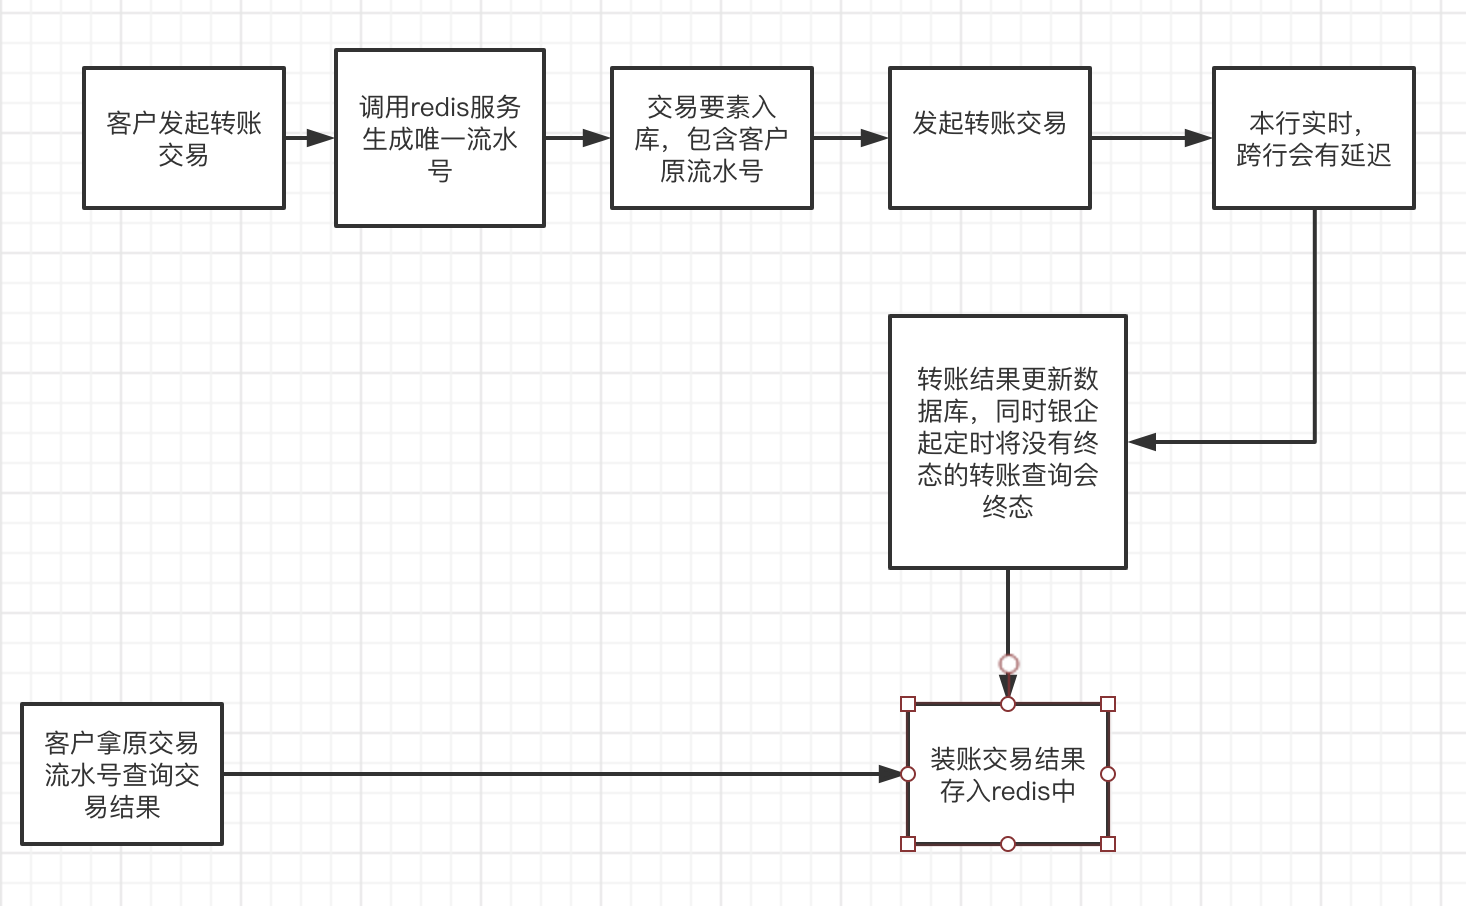 客户发起转账
交易
调用redis服务
生成唯一流水
号
交易要素入
库，包含客户
原流水号
发起转账交易
本行实时，
跨行会有延迟
转账结果更新数
据库，同时银企
起定时将没有终
态的转账查询会
终态
客户拿原交易
流水号查询交
易结果
装账交易结果
存入redis中